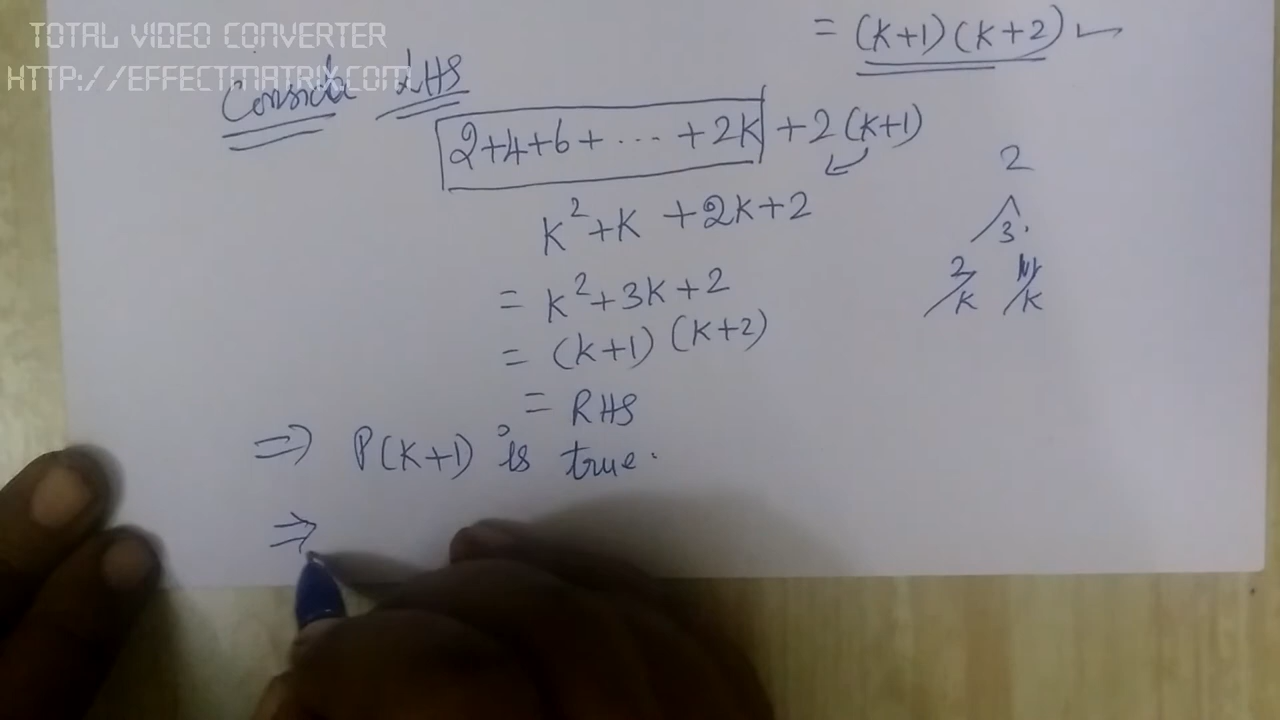 TOTAL VIDEO CONVERTER
HTTP://EFFECTMATRIX.COM
= (K+1) (K+2)
LHS
2+4+6+ ... +2K +2 (K+1)
K²+K +2K+2
= K²+3K+2
= (K+1) (K+2)
= RHS
⇒ P(K+1) is true.
⇒
2
3
2
K K